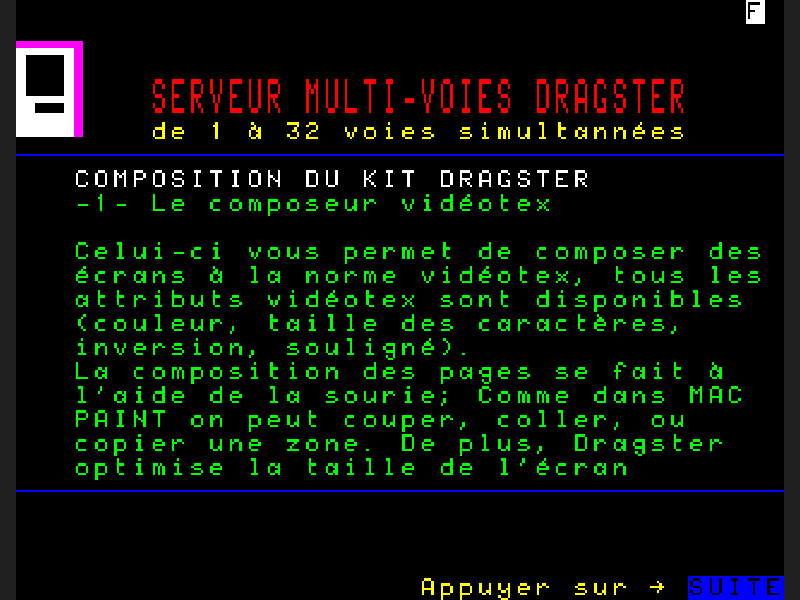 F
SERVEUR MULTI-VOIES DRAGSTER
de 1 à 32 voies simultannées
COMPOSITION DU KIT DRAGSTER
-1- Le composeur vidéotex
Celui-ci vous permet de composer des
écrans à la norme vidéotex, tous les
attributs vidéotex sont disponibles
(couleur, taille des caractères,
inversion, souligné).
La composition des pages se fait à
l'aide de la sourie; Comme dans MAC
PAINT on peut couper, coller, ou
copier une zone. De plus, Dragster
optimise la taille de l'écran
Appuyer sur → SUITE